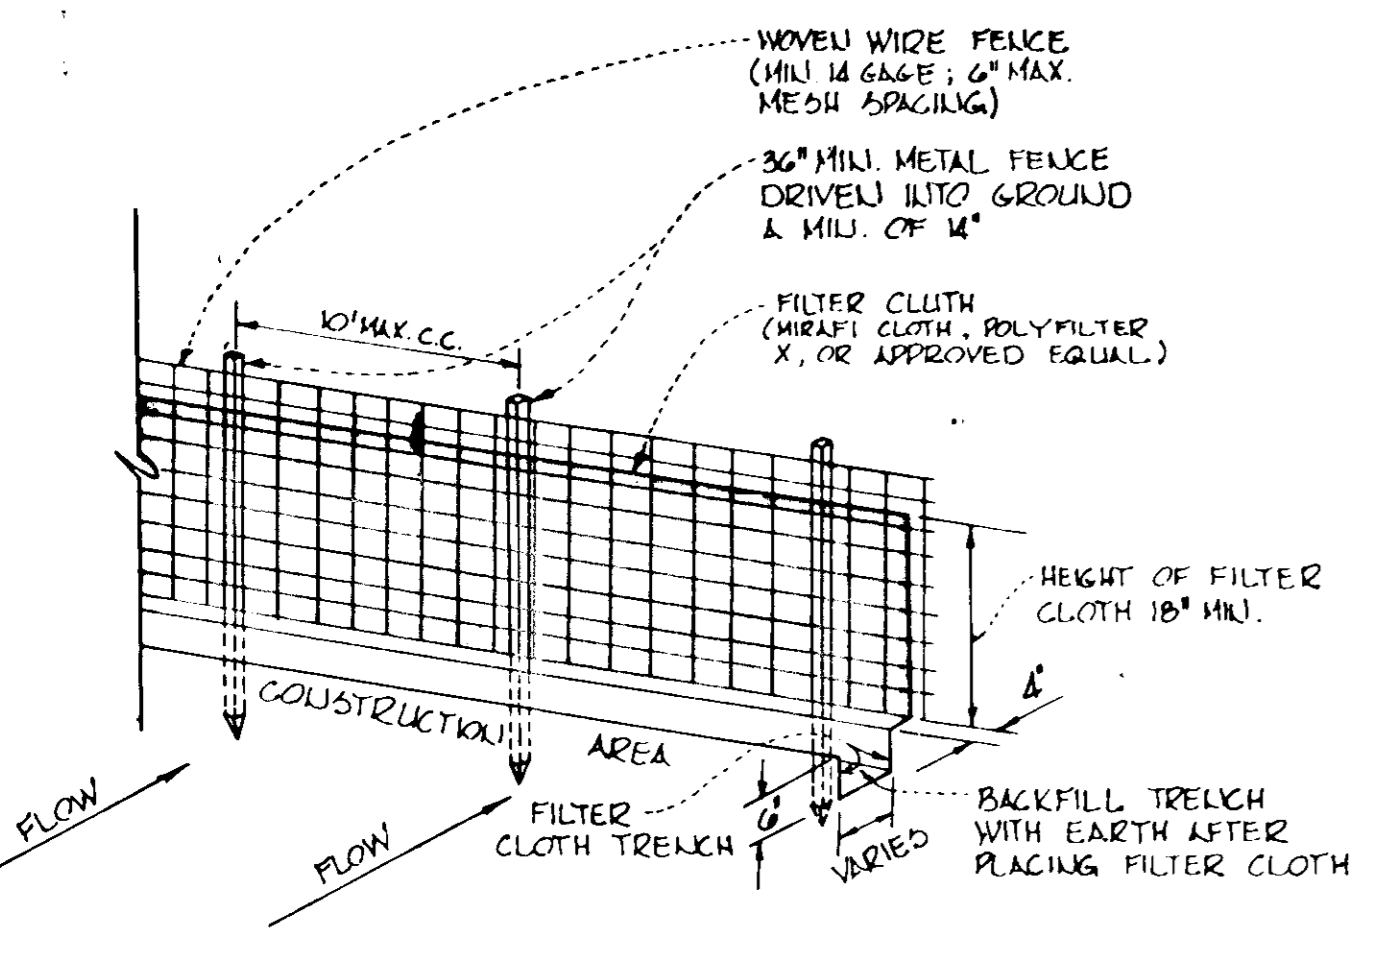 WOVEN WIRE FENCE
(MIN. 14 GAGE; 6" MAX.
MESH SPACING)
36" MIN. METAL FENCE
DRIVEN INTO GROUND
A MIN. OF 14"
FILTER CLUTH
(MIRAFI CLOTH, POLYFILTER
X, OR APPROVED EQUAL)
10' MAX. C.C.
HEIGHT OF FILTER
CLOTH 18" MIN.
4"
CONSTRUCTION AREA
FLOW
FLOW
FILTER
CLOTH TRENCH
6"
VARIES
BACKFILL TRENCH
WITH EARTH AFTER
PLACING FILTER CLOTH